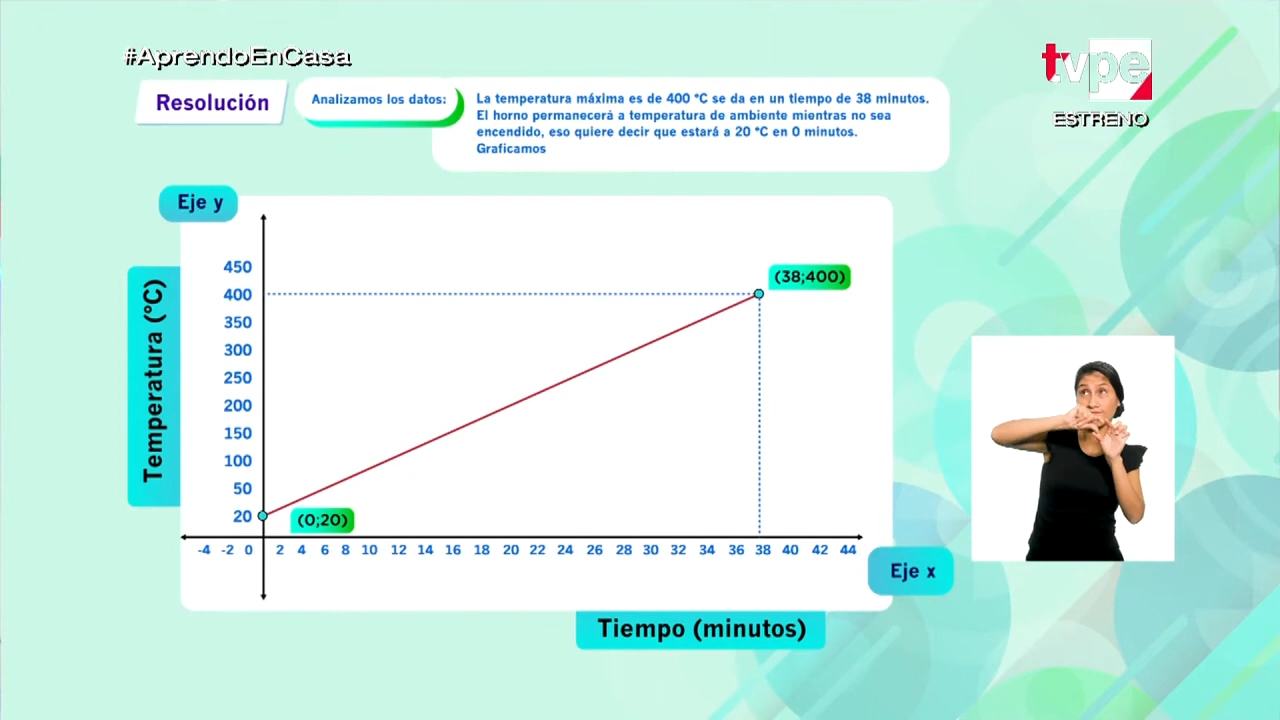 #AprendoEnCasa
tvpe
ESTRENO
Resolución
Analizamos los datos:
La temperatura máxima es de 400 °C se da en un tiempo de 38 minutos.
El horno permanecerá a temperatura de ambiente mientras no sea
encendido, eso quiere decir que estará a 20 °C en 0 minutos.
Graficamos
Eje y
Temperatura (°C)
450
400
350
300
250
200
150
100
50
20
(38;400)
(0;20)
-4 -2 0 2 4 6 8 10 12 14 16 18 20 22 24 26 28 30 32 34 36 38 40 42 44
Eje x
Tiempo (minutos)